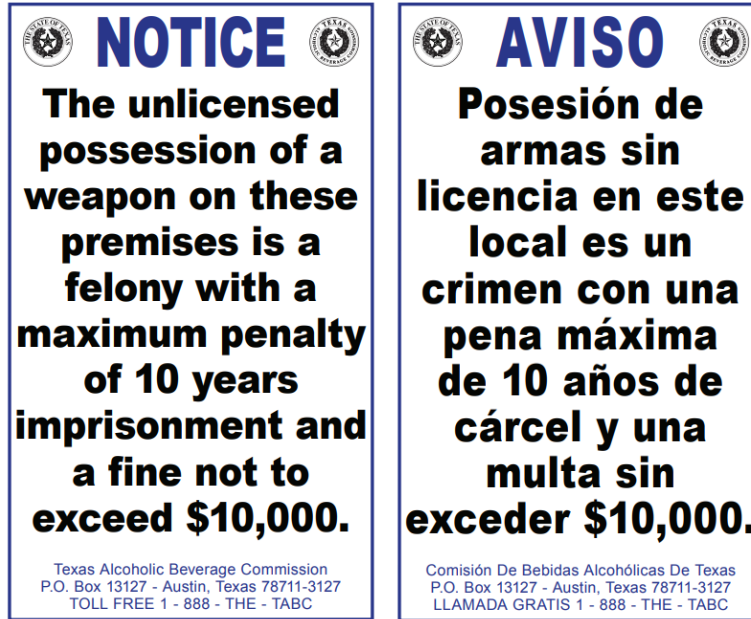 NOTICE
The unlicensed
possession of a
weapon on these
premises is a
felony with a
maximum penalty
of 10 years
imprisonment and
a fine not to
exceed $10,000.
Texas Alcoholic Beverage Commission
P.O. Box 13127 - Austin, Texas 78711-3127
TOLL FREE 1 - 888 - THE - TABC
AVISO
Posesión de
armas sin
licencia en este
local es un
crimen con una
pena máxima
de 10 años de
cárcel y una
multa sin
exceder $10,000.
Comisión De Bebidas Alcohólicas De Texas
P.O. Box 13127 - Austin, Texas 78711-3127
LLAMADA GRATIS 1 - 888 - THE - TABC